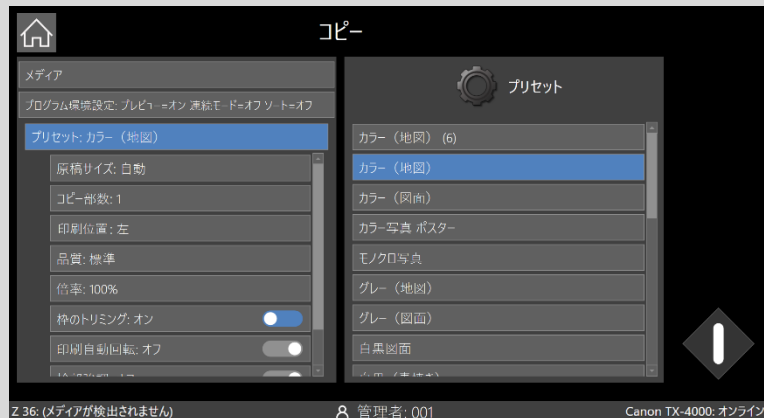 コピー
メディア
プログラム環境設定: プレビュー=オン 連続モード=オフ ソート=オフ
プリセット: カラー（地図）
原稿サイズ: 自動
コピー部数: 1
印刷位置: 左
品質: 標準
倍率: 100%
枠のトリミング: オン
印刷自動回転: オフ
プリセット
カラー（地図） (6)
カラー（地図）
カラー（図面）
カラー写真 ポスター
モノクロ写真
グレー（地図）
グレー（図面）
白黒図面
Z 36: (メディアが検出されません)
管理者: 001
Canon TX-4000: オンライン